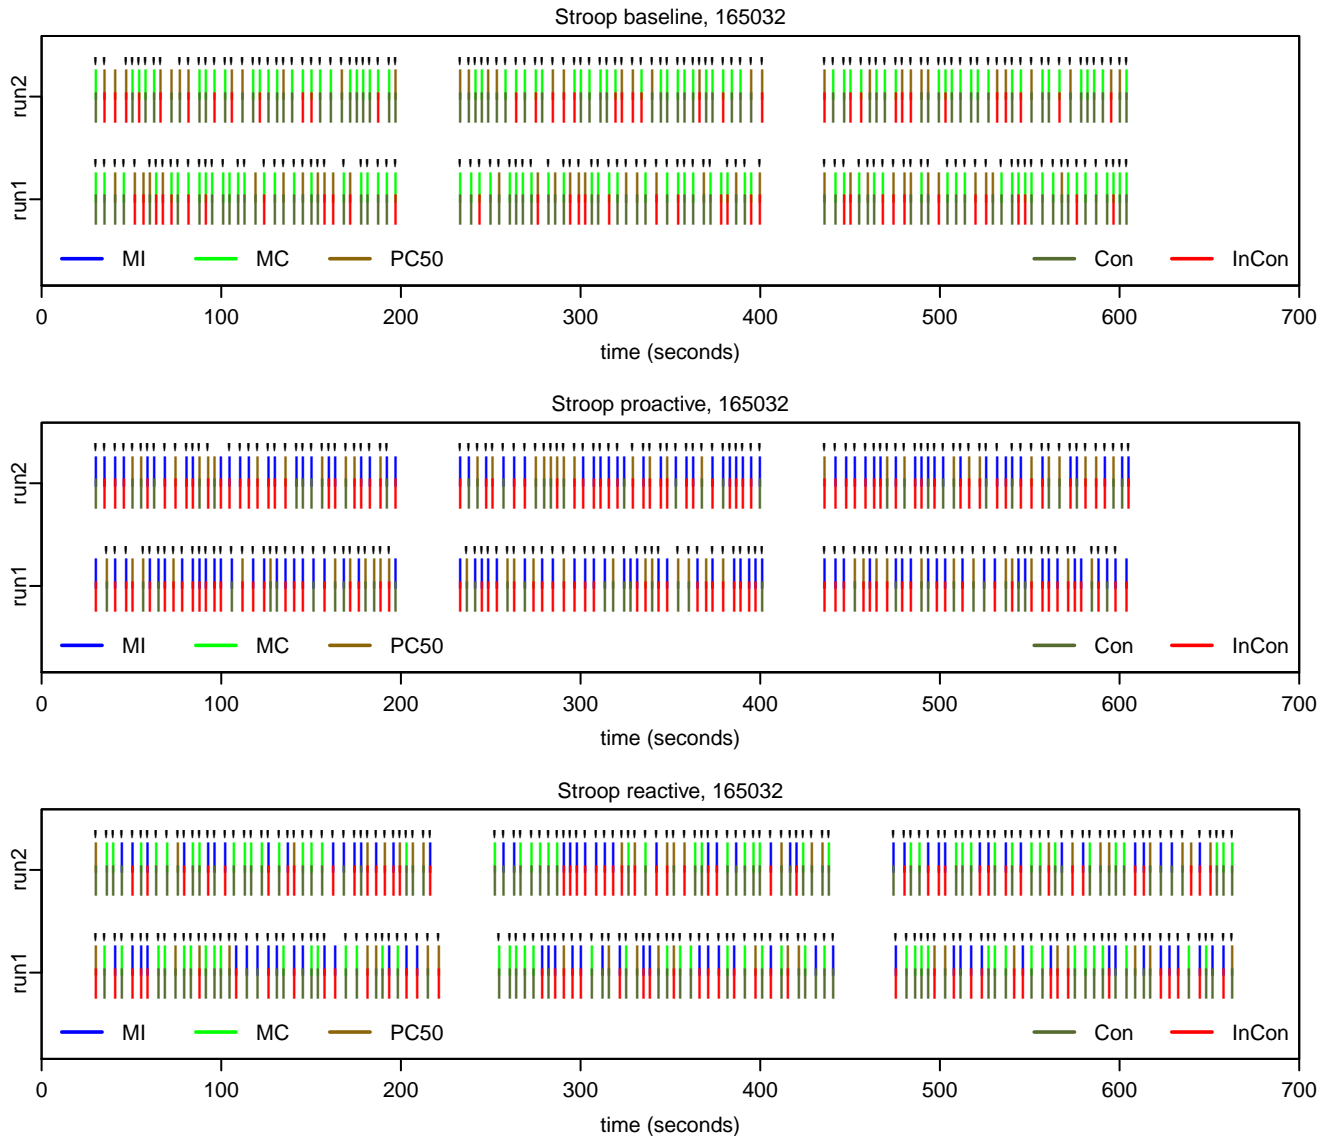 Stroop baseline, 165032
run2
run1
MI MC PC50 Con InCon
0 100 200 300 400 500 600 700
time (seconds)
Stroop proactive, 165032
run2
run1
MI MC PC50 Con InCon
0 100 200 300 400 500 600 700
time (seconds)
Stroop reactive, 165032
run2
run1
MI MC PC50 Con InCon
0 100 200 300 400 500 600 700
time (seconds)